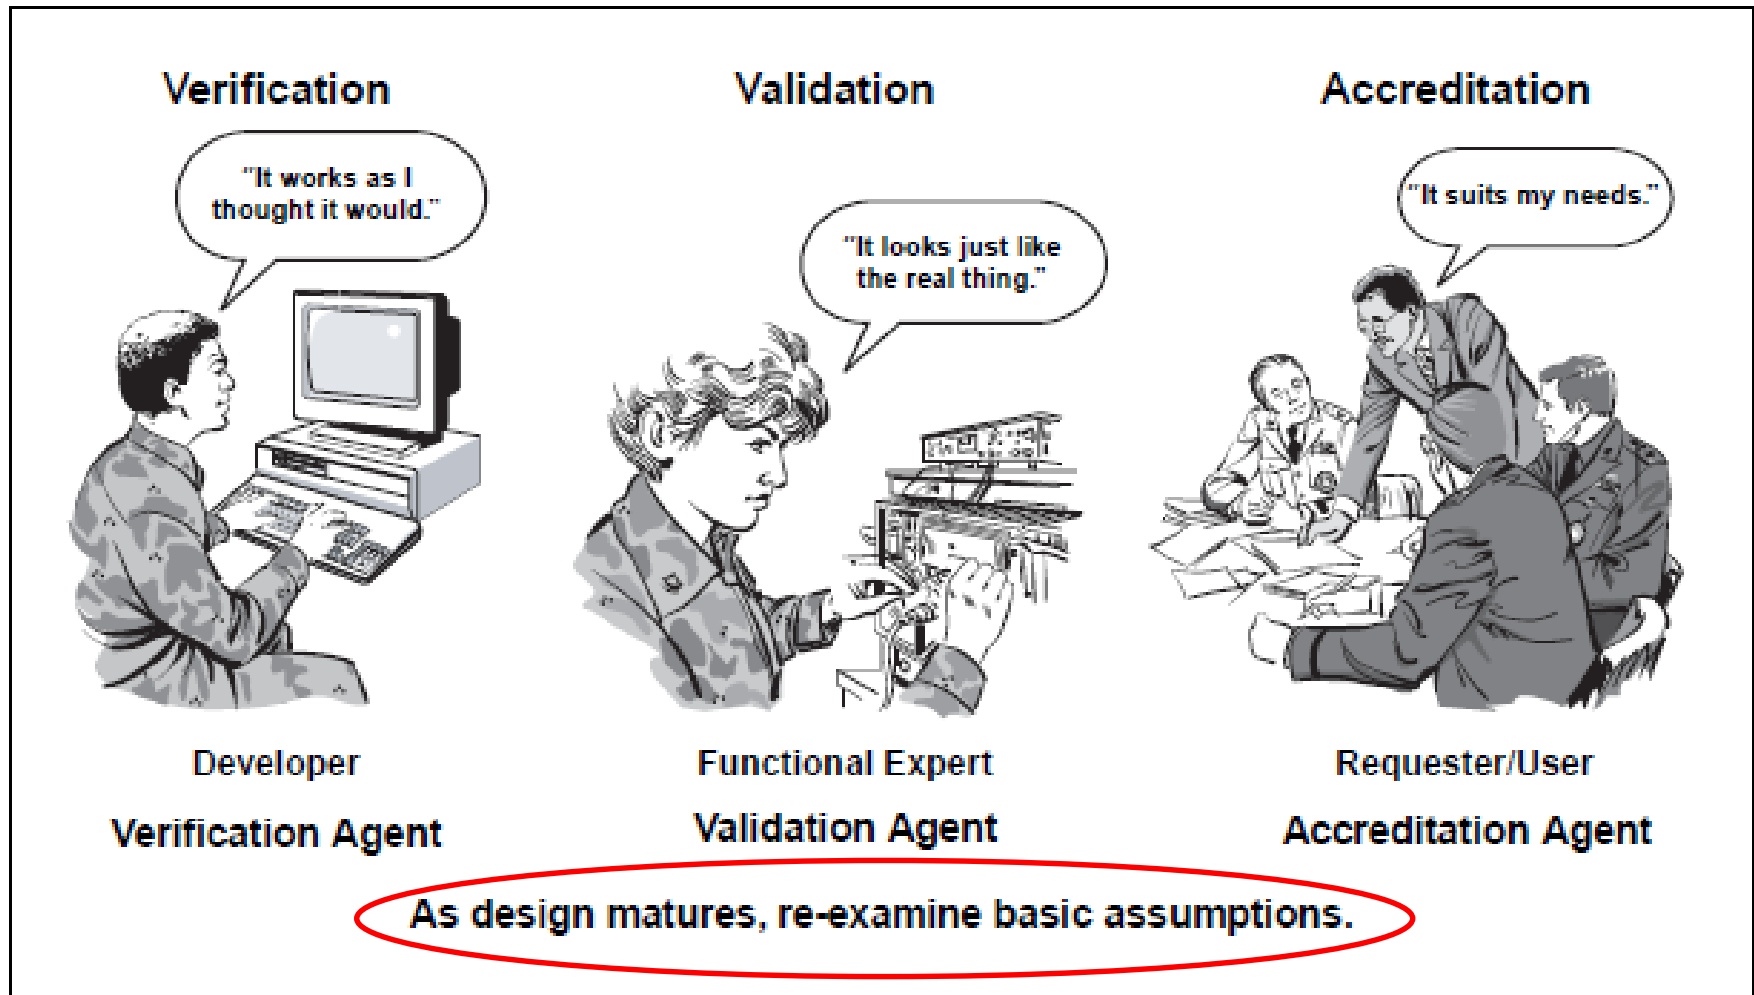 Verification
"It works as I
thought it would."
Developer
Verification Agent
Validation
"It looks just like
the real thing."
Functional Expert
Validation Agent
Accreditation
"It suits my needs."
Requester/User
Accreditation Agent
As design matures, re-examine basic assumptions.